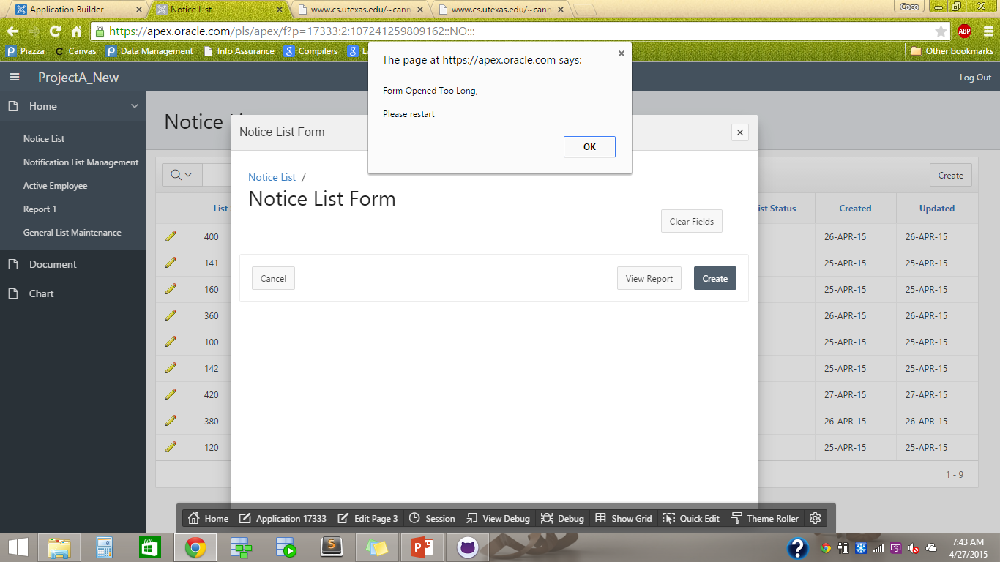 Application Builder
Notice List
www.cs.utexas.edu/~cann
www.cs.utexas.edu/~cann
Coco
https://apex.oracle.com/pls/apex/f?p=17333:2:107241259809162::NO:::
ABP
Piazza
Canvas
Data Management
Info Assurance
Compilers
Other bookmarks
The page at https://apex.oracle.com says:
Form Opened Too Long,
Please restart
OK
ProjectA_New
Log Out
Home
Notice List
Notification List Management
Active Employee
Report 1
General List Maintenance
Document
Chart
Notice
Notice List Form
Notice List /
Notice List Form
Clear Fields
Cancel
View Report
Create
Create
List
Status
Created
Updated
400
26-APR-15
26-APR-15
141
25-APR-15
25-APR-15
160
25-APR-15
25-APR-15
360
26-APR-15
26-APR-15
100
25-APR-15
25-APR-15
142
25-APR-15
25-APR-15
420
27-APR-15
27-APR-15
380
26-APR-15
26-APR-15
120
25-APR-15
25-APR-15
1 - 9
Home
Application 17333
Edit Page 3
Session
View Debug
Debug
Show Grid
Quick Edit
Theme Roller
7:43 AM
4/27/2015